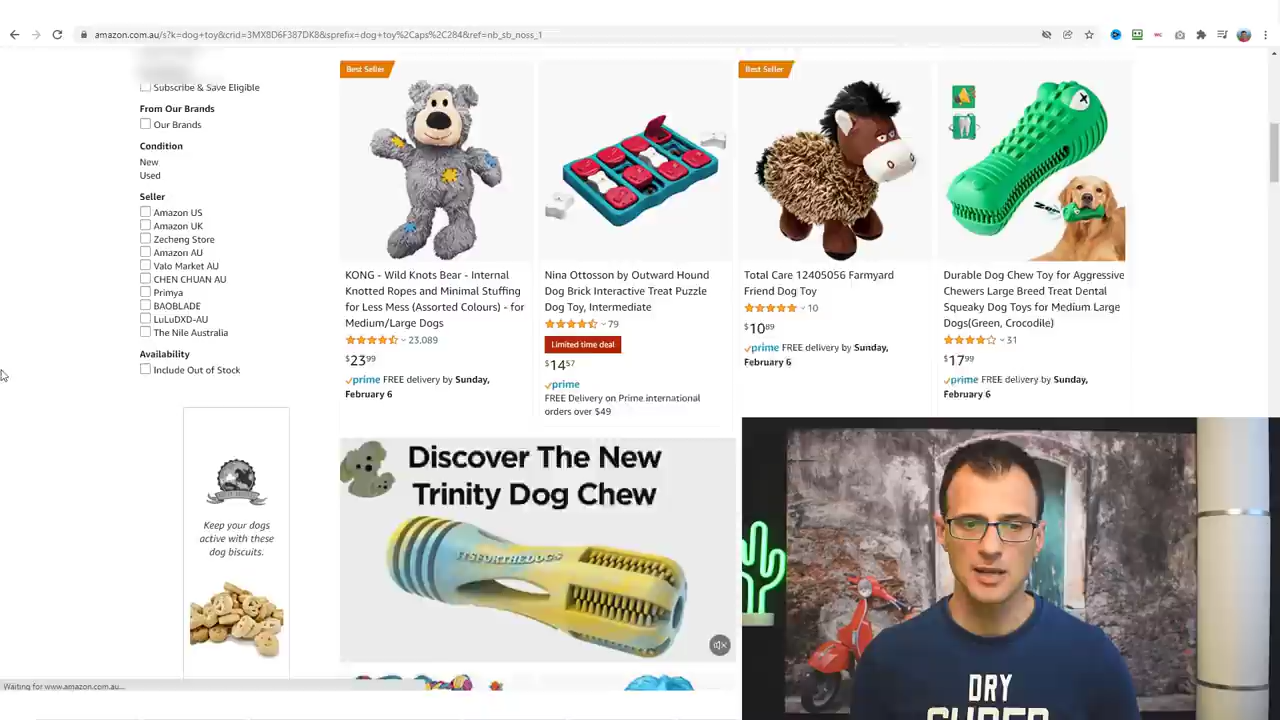 amazon.com.au/s?k=dog+toy&crid=3MX8D6F387DK8&sprefix=dog+toy%2Caps%2C284&ref=nb_sb_noss_1
Subscribe & Save Eligible
From Our Brands
Our Brands
Condition
New
Used
Seller
Amazon US
Amazon UK
Zecheng Store
Amazon AU
Valo Market AU
CHEN CHUAN AU
Primya
BAOBLADE
LuLuDXD-AU
The Nile Australia
Availability
Include Out of Stock
Keep your dogs
active with these
dog biscuits.
Best Seller
KONG - Wild Knots Bear - Internal
Knotted Ropes and Minimal Stuffing
for Less Mess (Assorted Colours) - for
Medium/Large Dogs
23,089
$23 99
prime FREE delivery by Sunday,
February 6
Nina Ottosson by Outward Hound
Dog Brick Interactive Treat Puzzle
Dog Toy, Intermediate
79
Limited time deal
$14 57
prime
FREE Delivery on Prime international
orders over $49
Best Seller
Total Care 12405056 Farmyard
Friend Dog Toy
10
$10 89
prime FREE delivery by Sunday,
February 6
Durable Dog Chew Toy for Aggressive
Chewers Large Breed Treat Dental
Squeaky Dog Toys for Medium Large
Dogs(Green, Crocodile)
31
$17 99
prime FREE delivery by Sunday,
February 6
Discover The New
Trinity Dog Chew
ITSFORTHEDOGS
DRY
Waiting for www.amazon.com.au...